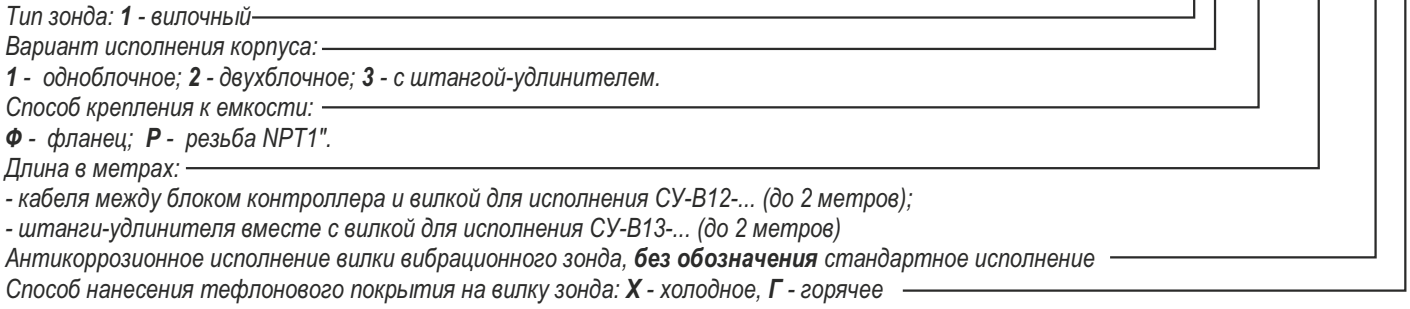 Тип зонда: 1 - вилочный
Вариант исполнения корпуса:
1 - одноблочное; 2 - двухблочное; 3 - с штангой-удлинителем.
Способ крепления к емкости:
Ф - фланец; Р - резьба NPT1".
Длина в метрах:
- кабеля между блоком контроллера и вилкой для исполнения СУ-В12-... (до 2 метров);
- штанги-удлинителя вместе с вилкой для исполнения СУ-В13-... (до 2 метров)
Антикоррозионное исполнение вилки вибрационного зонда, без обозначения стандартное исполнение
Способ нанесения тефлонового покрытия на вилку зонда: Х - холодное, Г - горячее